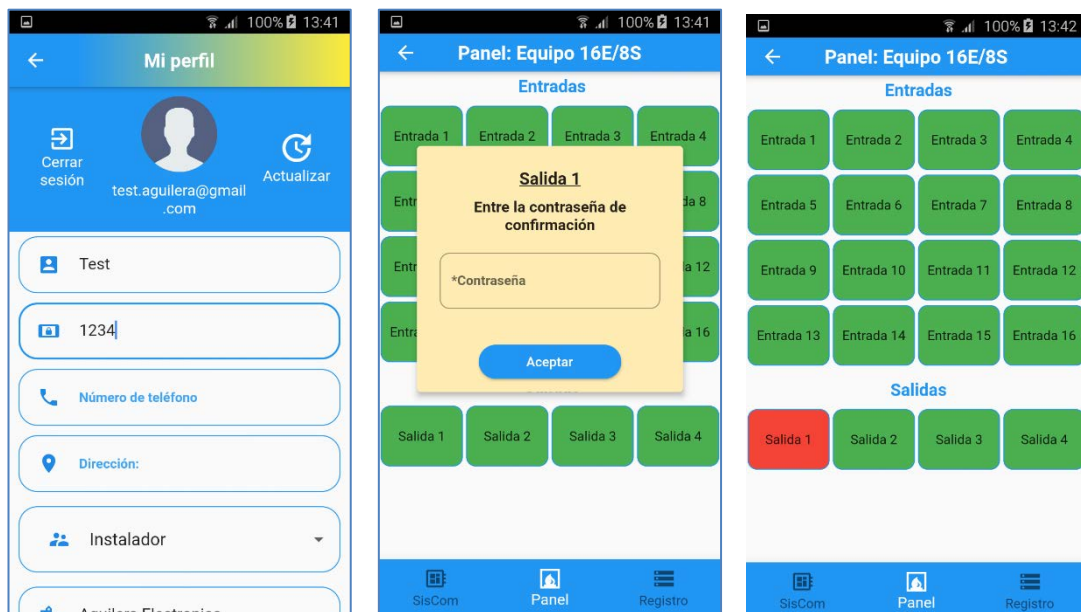 100% 13:41
Mi perfil
Cerrar
sesión
test.aguilera@gmail
.com
Actualizar
Test
1234
Número de teléfono
Dirección:
Instalador
100% 13:41
Panel: Equipo 16E/8S
Entradas
Entrada 1 Entrada 2 Entrada 3 Entrada 4
Salida 1
Entre la contraseña de
confirmación
*Contraseña
Aceptar
Salida 1 Salida 2 Salida 3 Salida 4
SisCom Panel Registro
100% 13:42
Panel: Equipo 16E/8S
Entradas
Entrada 1 Entrada 2 Entrada 3 Entrada 4
Entrada 5 Entrada 6 Entrada 7 Entrada 8
Entrada 9 Entrada 10 Entrada 11 Entrada 12
Entrada 13 Entrada 14 Entrada 15 Entrada 16
Salidas
Salida 1 Salida 2 Salida 3 Salida 4
SisCom Panel Registro